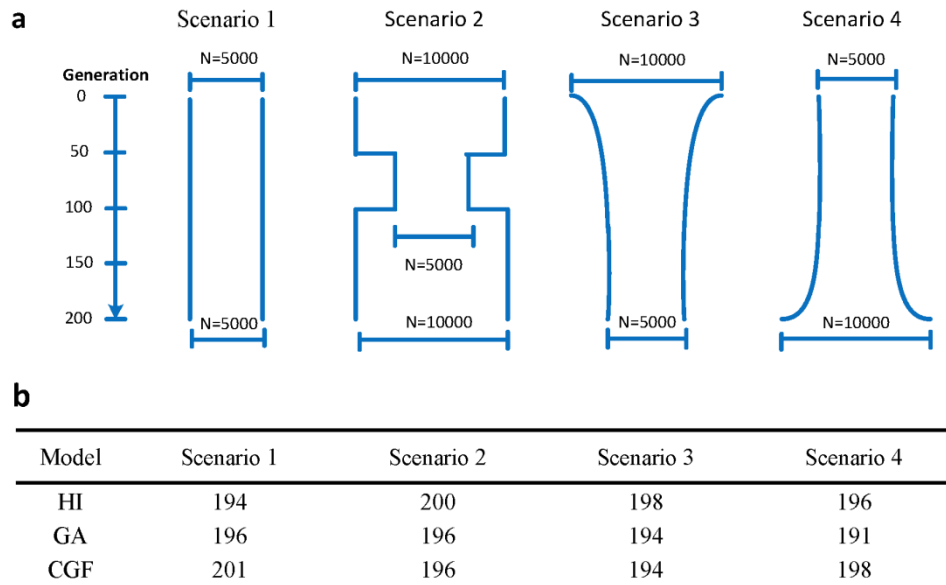 a
Scenario 1 Scenario 2 Scenario 3 Scenario 4
N=5000 N=10000 N=10000 N=5000
Generation
0
50
100
150
N=5000
200
N=5000 N=10000 N=5000 N=10000
b
Model Scenario 1 Scenario 2 Scenario 3 Scenario 4
HI 194 200 198 196
GA 196 196 194 191
CGF 201 196 194 198